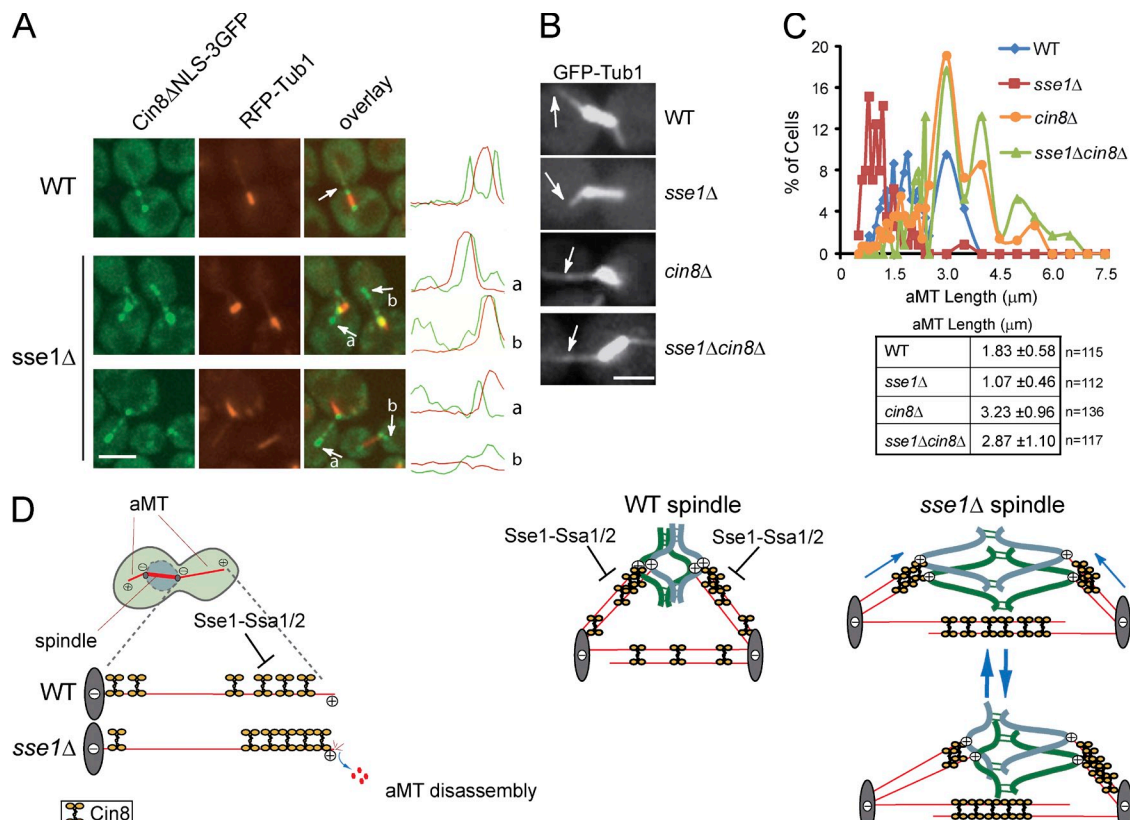 A
Cin8ΔNLS-3GFP
RFP-Tub1
overlay
WT
sse1Δ
b
a
a
b
b
a
a
b
B
GFP-Tub1
WT
sse1Δ
cin8Δ
sse1Δcin8Δ
C
20
16
12
8
4
0
% of Cells
WT
sse1Δ
cin8Δ
sse1Δcin8Δ
0 1.5 3.0 4.5 6.0 7.5
aMT Length (μm)
aMT Length (μm)
WT 1.83 ±0.58 n=115
sse1Δ 1.07 ±0.46 n=112
cin8Δ 3.23 ±0.96 n=136
sse1Δcin8Δ 2.87 ±1.10 n=117
D
aMT
spindle
Sse1-Ssa1/2
WT
sse1Δ
aMT disassembly
Cin8
WT spindle
Sse1-Ssa1/2 Sse1-Ssa1/2
sse1Δ spindle